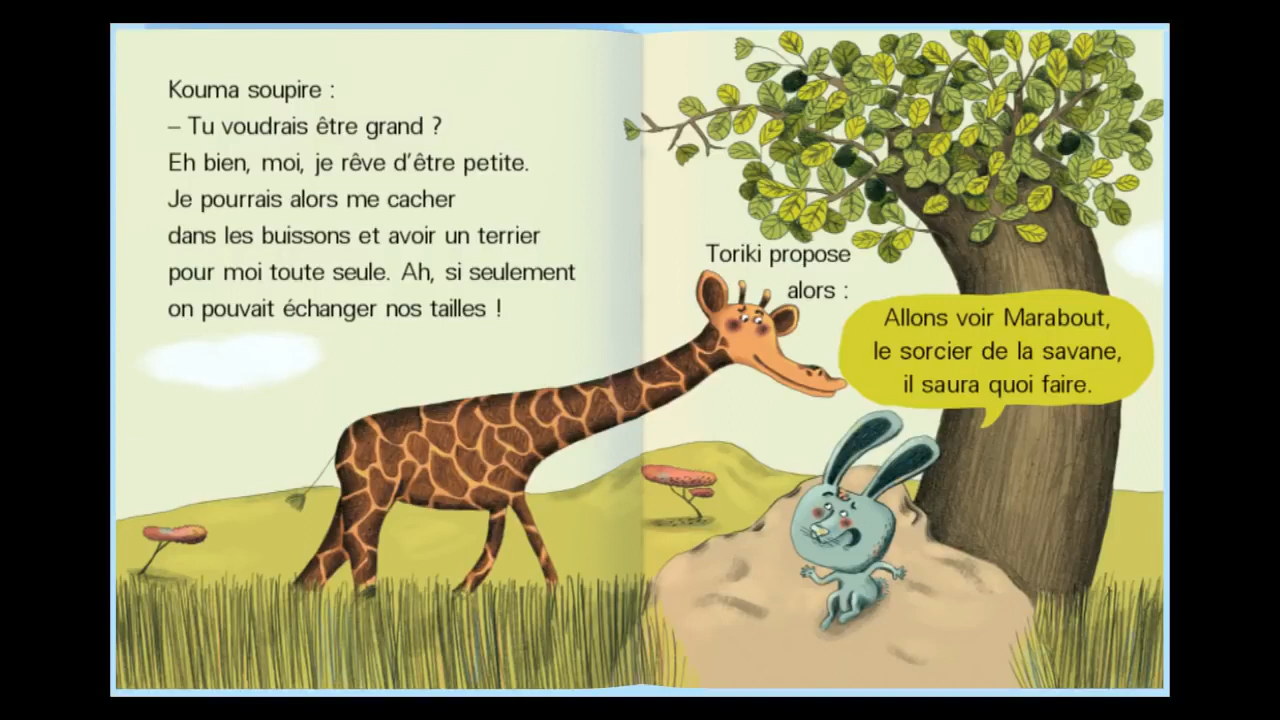 Kouma soupire :
– Tu voudrais être grand ?
Eh bien, moi, je rêve d'être petite.
Je pourrais alors me cacher
dans les buissons et avoir un terrier
pour moi toute seule. Ah, si seulement
on pouvait échanger nos tailles !
Toriki propose
alors :
Allons voir Marabout,
le sorcier de la savane,
il saura quoi faire.